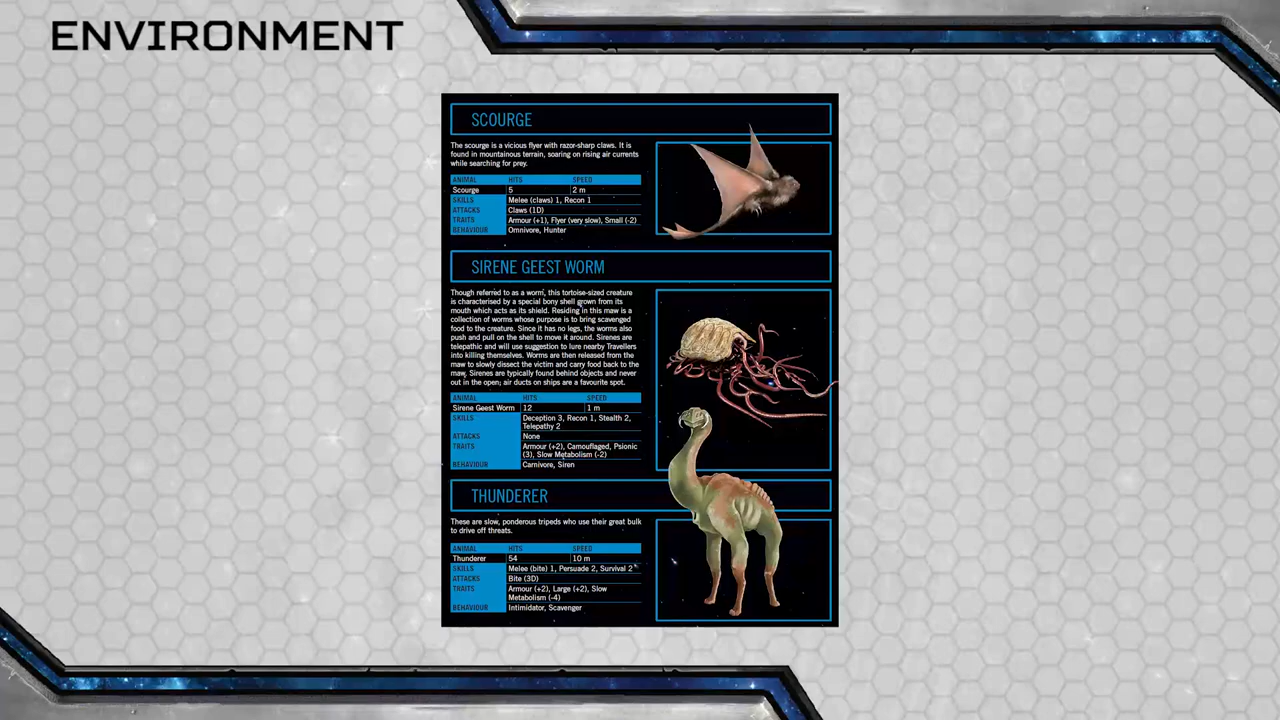 ENVIRONMENT
SCOURGE
The scourge is a vicious flyer with razor-sharp claws. It is
found in mountainous terrain, soaring on rising air currents
while searching for prey.
ANIMAL HITS SPEED
Scourge 5 2 m
SKILLS Melee (claws) 1, Recon 1
ATTACKS Claws (1D)
TRAITS Armour (+1), Flyer (very slow), Small (-2)
BEHAVIOUR Omnivore, Hunter
SIRENE GEEST WORM
Though referred to as a worm, this tortoise-sized creature
is characterised by a special bony shell grown from its
mouth which acts as its shield. Residing in this maw is a
collection of worms whose purpose is to bring scavenged
food to the creature. Since it has no legs, the worms also
push and pull on the shell to move it around. Sirenes are
telepathic and will use suggestion to lure nearby Travellers
into killing themselves. Worms are then released from the
maw to slowly dissect the victim and carry food back to the
maw. Sirenes are typically found behind objects and never
out in the open; air ducts on ships are a favourite spot.
ANIMAL HITS SPEED
Sirene Geest Worm 12 1 m
SKILLS Deception 3, Recon 1, Stealth 2,
Telepathy 2
ATTACKS None
TRAITS Armour (+2), Camouflaged, Psionic
(3), Slow Metabolism (-2)
BEHAVIOUR Carnivore, Siren
THUNDERER
These are slow, ponderous tripeds who use their great bulk
to drive off threats.
ANIMAL HITS SPEED
Thunderer 54 10 m
SKILLS Melee (bite) 1, Persuade 2, Survival 2
ATTACKS Bite (3D)
TRAITS Armour (+2), Large (+2), Slow
Metabolism (-4)
BEHAVIOUR Intimidator, Scavenger